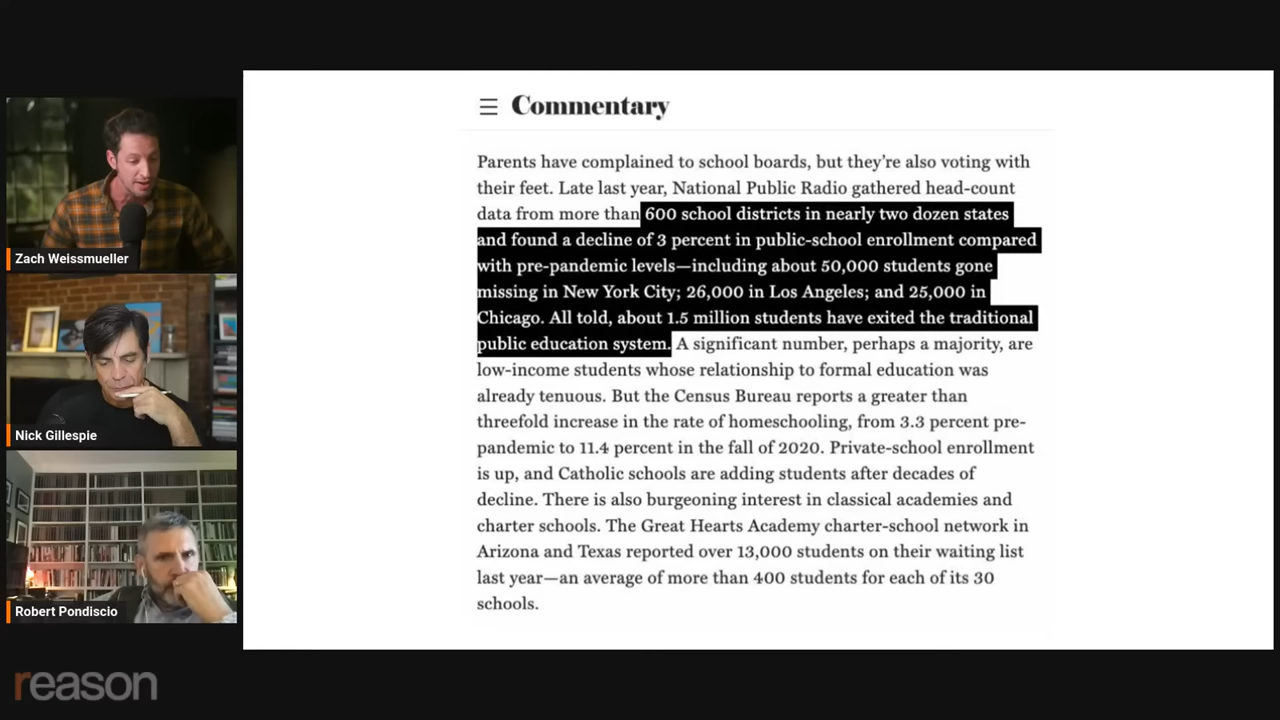 Zach Weissmueller
Nick Gillespie
Robert Pondiscio
reason
☰ Commentary
Parents have complained to school boards, but they’re also voting with
their feet. Late last year, National Public Radio gathered head-count
data from more than 600 school districts in nearly two dozen states
and found a decline of 3 percent in public-school enrollment compared
with pre-pandemic levels—including about 50,000 students gone
missing in New York City; 26,000 in Los Angeles; and 25,000 in
Chicago. All told, about 1.5 million students have exited the traditional
public education system. A significant number, perhaps a majority, are
low-income students whose relationship to formal education was
already tenuous. But the Census Bureau reports a greater than
threefold increase in the rate of homeschooling, from 3.3 percent pre-
pandemic to 11.4 percent in the fall of 2020. Private-school enrollment
is up, and Catholic schools are adding students after decades of
decline. There is also burgeoning interest in classical academies and
charter schools. The Great Hearts Academy charter-school network in
Arizona and Texas reported over 13,000 students on their waiting list
last year—an average of more than 400 students for each of its 30
schools.